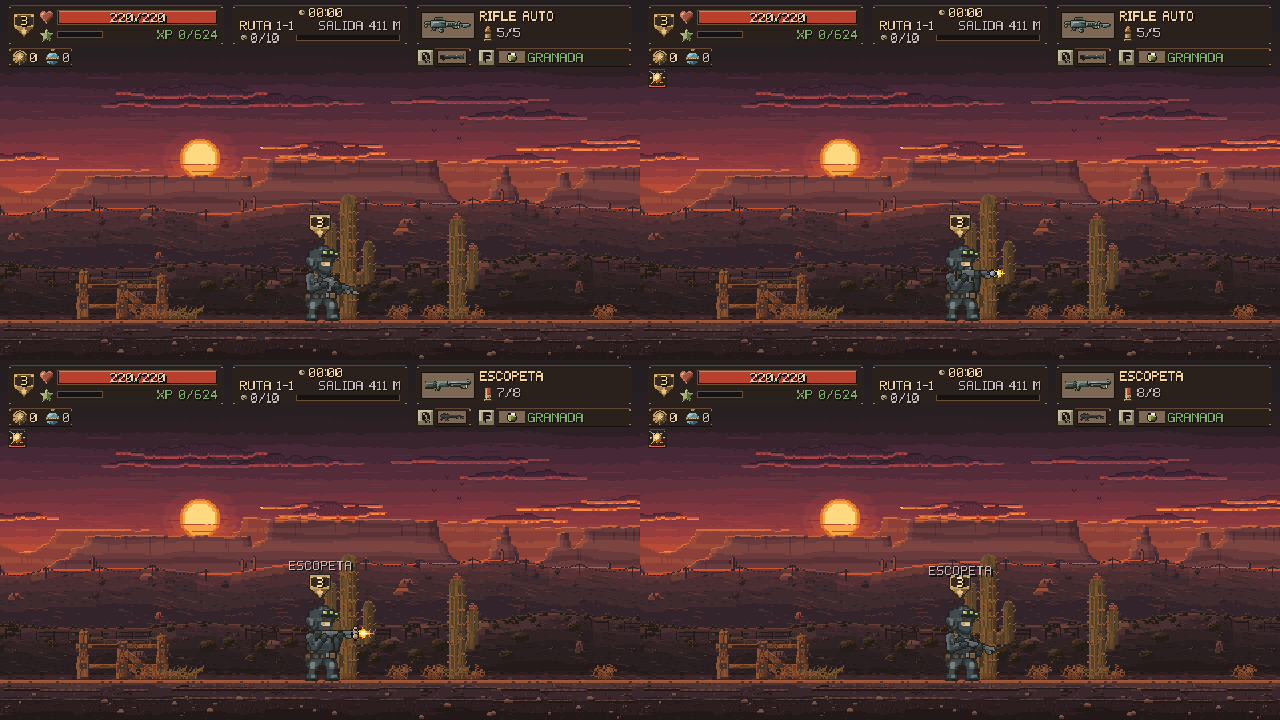 3 220/220 XP 0/624
0 0
00:00
RUTA 1-1 SALIDA 411 M
0/10
RIFLE AUTO
5/5
Q F GRANADA
3
3 220/220 XP 0/624
0 0
00:00
RUTA 1-1 SALIDA 411 M
0/10
RIFLE AUTO
5/5
Q F GRANADA
3
3 220/220 XP 0/624
0 0
00:00
RUTA 1-1 SALIDA 411 M
0/10
ESCOPETA
7/8
Q F GRANADA
ESCOPETA
3
3 220/220 XP 0/624
0 0
00:00
RUTA 1-1 SALIDA 411 M
0/10
ESCOPETA
8/8
Q F GRANADA
ESCOPETA
3